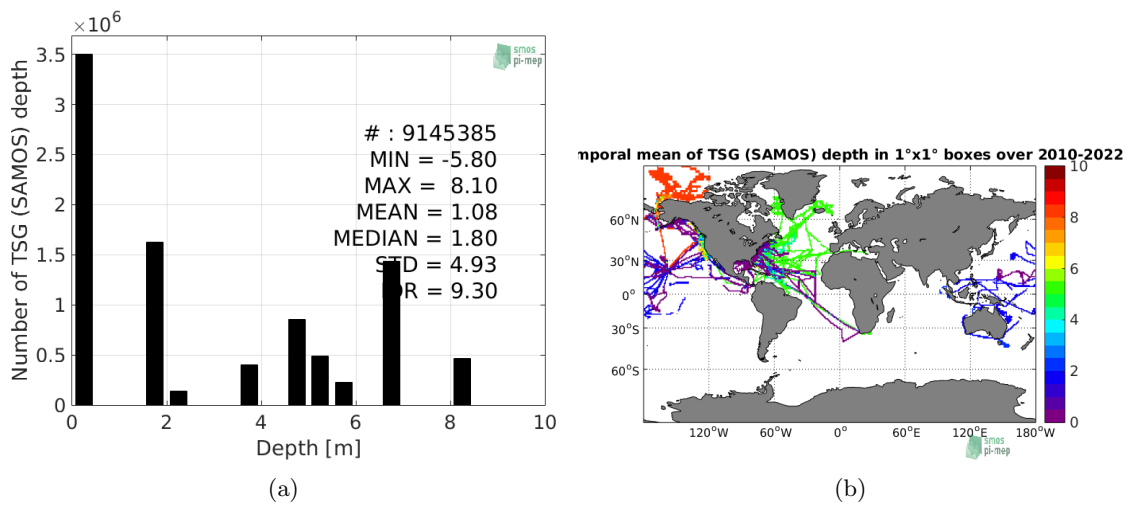 ×10⁶
3.5
3
2.5
2
1.5
1
0.5
0
Number of TSG (SAMOS) depth
smos
pi-mep
# : 9145385
MIN = -5.80
MAX = 8.10
MEAN = 1.08
MEDIAN = 1.80
STD = 4.93
OR = 9.30
0 2 4 6 8 10
Depth [m]
(a)
mporal mean of TSG (SAMOS) depth in 1°x1° boxes over 2010-2022
60°N
30°N
0°
30°S
60°S
120°W 60°W 0° 60°E 120°E 180°W
10
8
6
4
2
0
smos
pi-mep
(b)